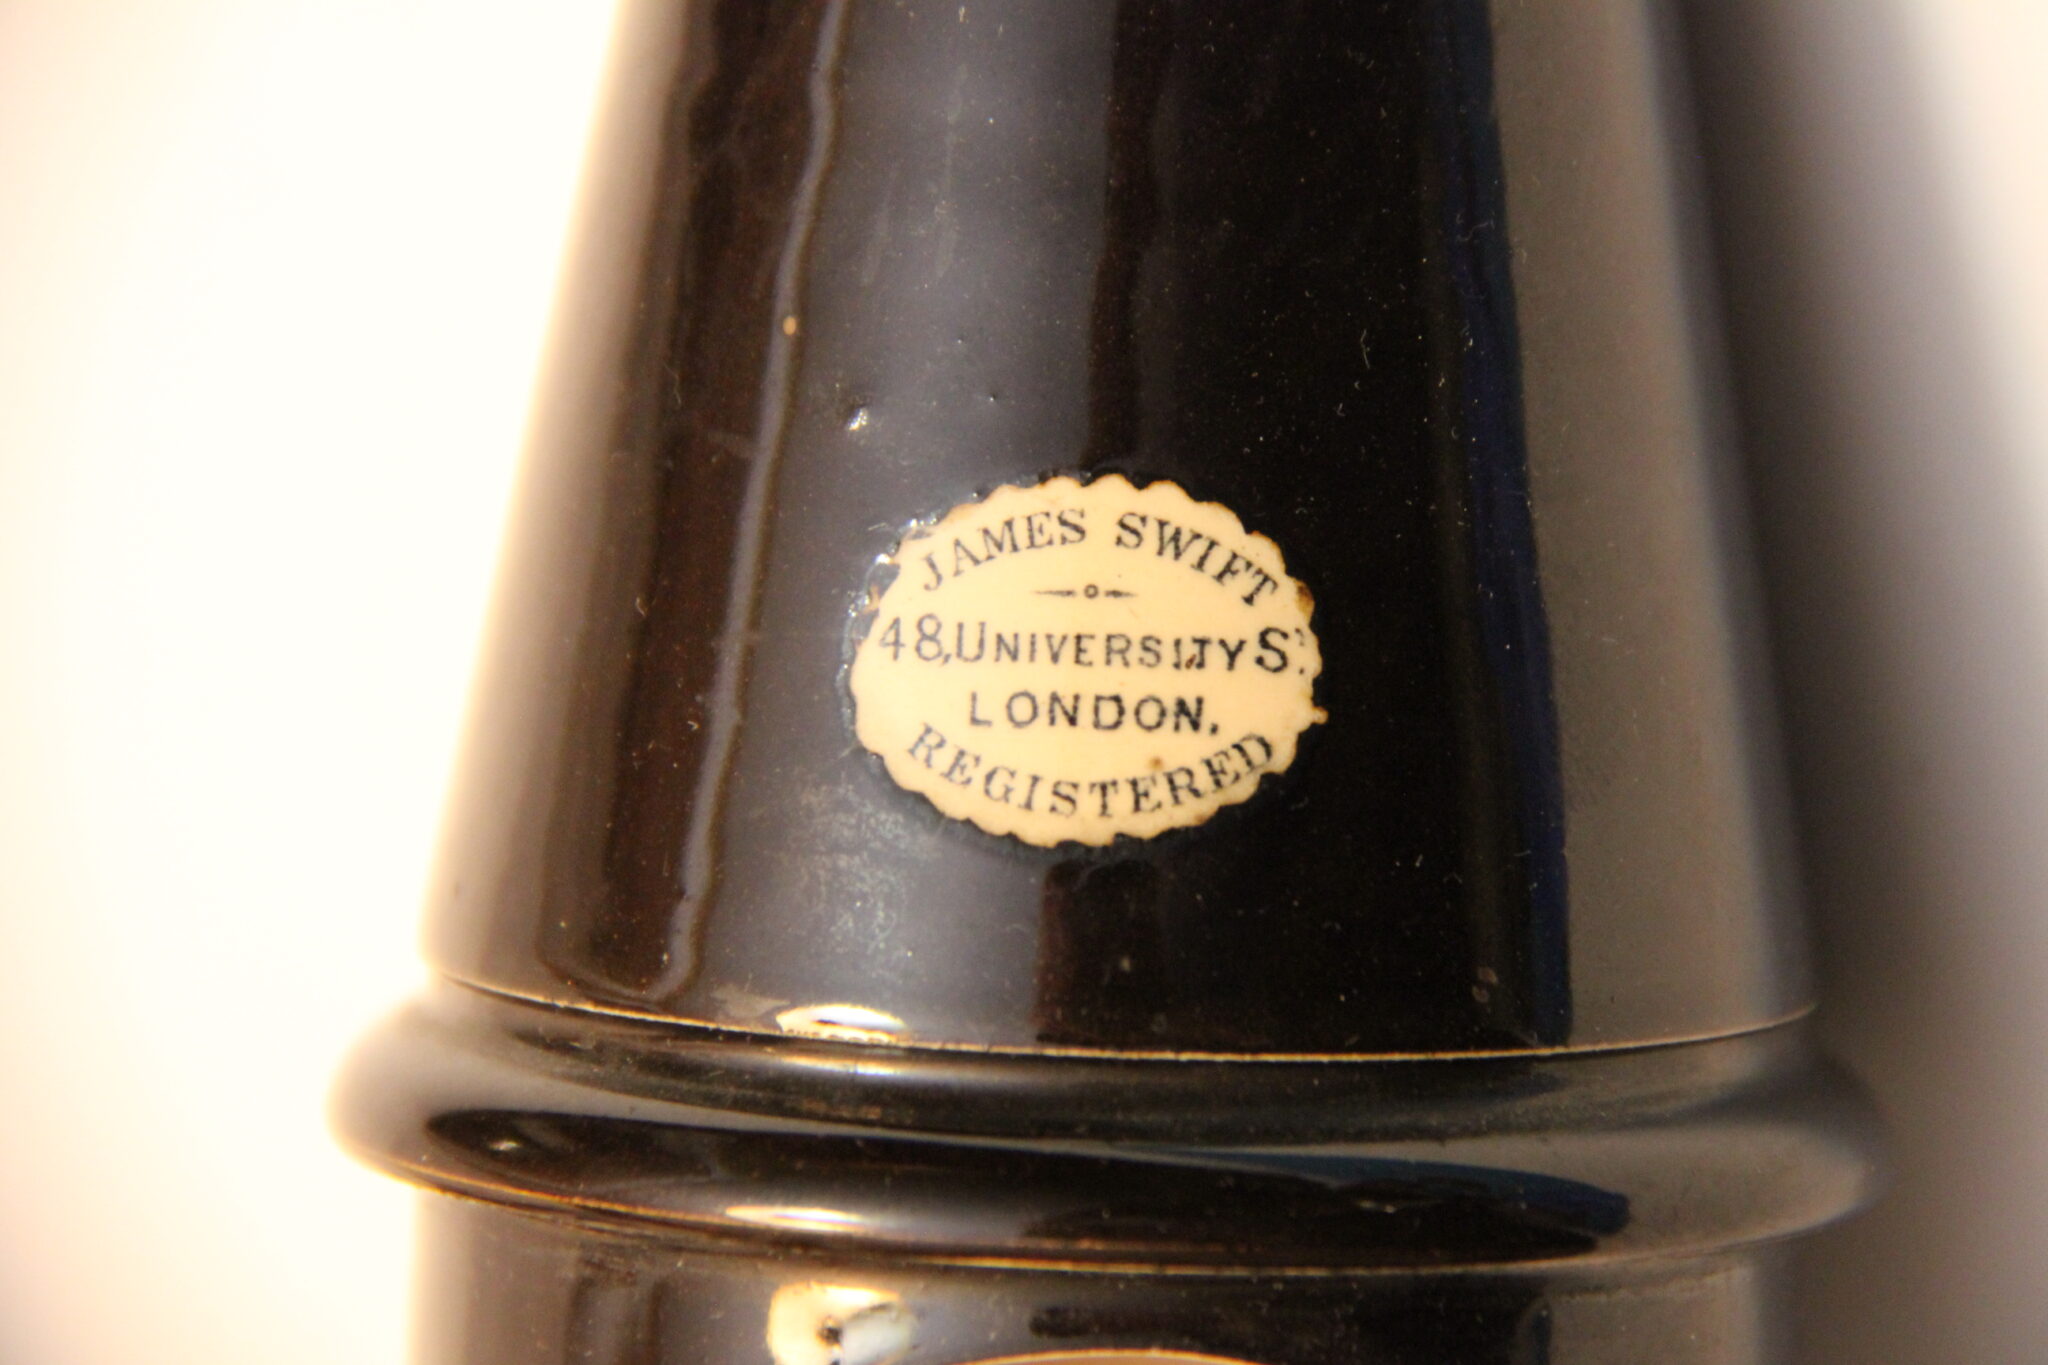 JAMES SWIFT
48, UNIVERSITY ST.
LONDON.
REGISTERED